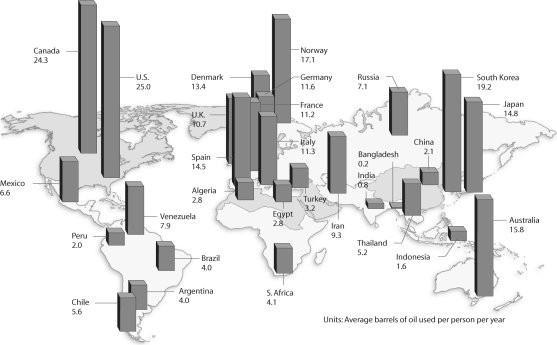 Canada
24.3
U.S.
25.0
Mexico
6.6
Venezuela
7.9
Peru
2.0
Brazil
4.0
Argentina
4.0
Chile
5.6
Norway
17.1
Denmark
13.4
Germany
11.6
France
11.2
U.K.
10.7
Italy
11.3
Spain
14.5
Algeria
2.8
Egypt
2.8
Turkey
3.2
Iran
9.3
S. Africa
4.1
Russia
7.1
Bangladesh
0.2
India
0.8
China
2.1
South Korea
19.2
Japan
14.8
Thailand
5.2
Indonesia
1.6
Australia
15.8
Units: Average barrels of oil used per person per year